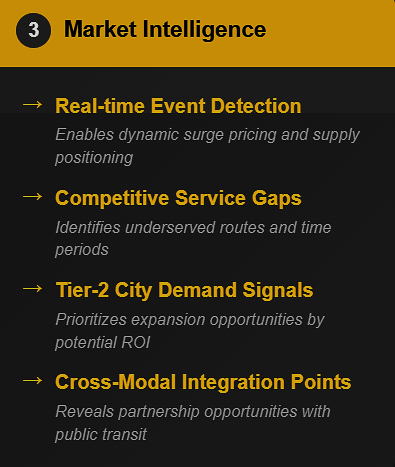 3 Market Intelligence
→ Real-time Event Detection
Enables dynamic surge pricing and supply
positioning
→ Competitive Service Gaps
Identifies underserved routes and time
periods
→ Tier-2 City Demand Signals
Prioritizes expansion opportunities by
potential ROI
→ Cross-Modal Integration Points
Reveals partnership opportunities with
public transit